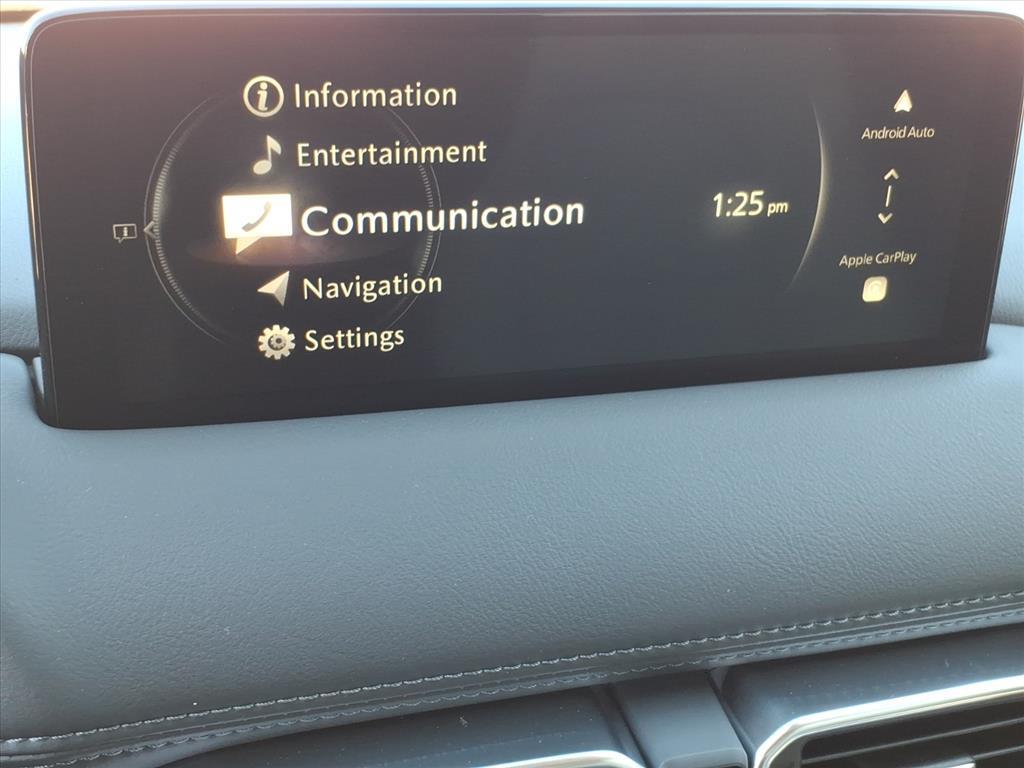 Information
Entertainment
Communication
Navigation
Settings
1:25 pm
Android Auto
Apple CarPlay